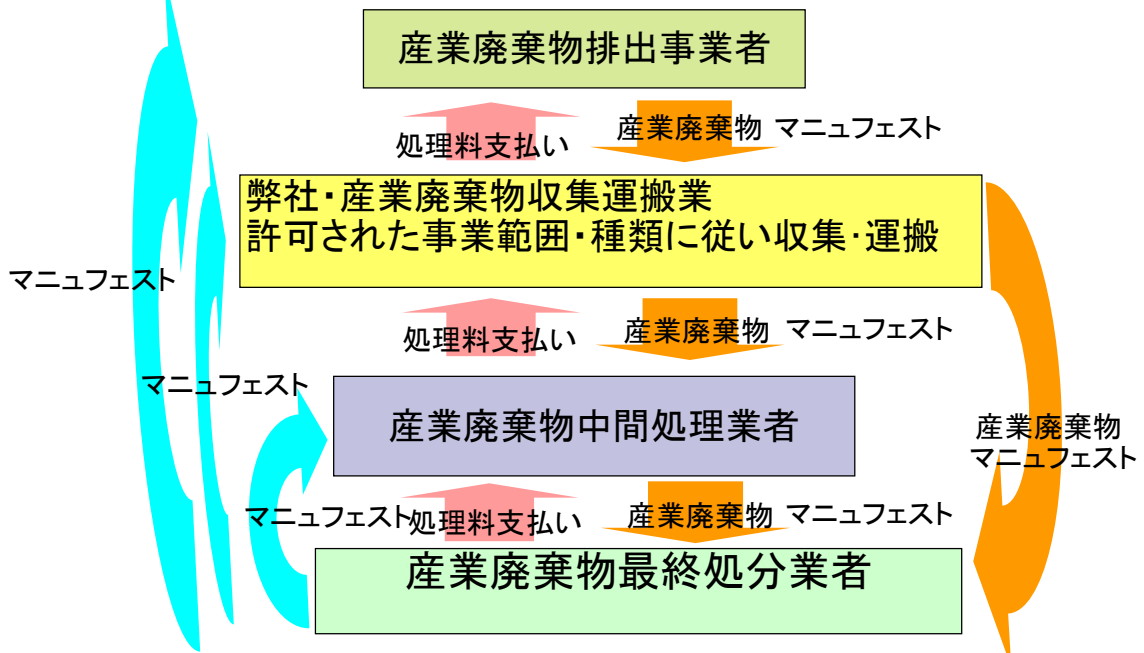 産業廃棄物排出事業者
処理料支払い
産業廃棄物 マニュフェスト
弊社・産業廃棄物収集運搬業
許可された事業範囲・種類に従い収集・運搬
マニュフェスト
処理料支払い
産業廃棄物 マニュフェスト
マニュフェスト
産業廃棄物中間処理業者
産業廃棄物
マニュフェスト
マニュフェスト
処理料支払い
産業廃棄物 マニュフェスト
産業廃棄物最終処分業者